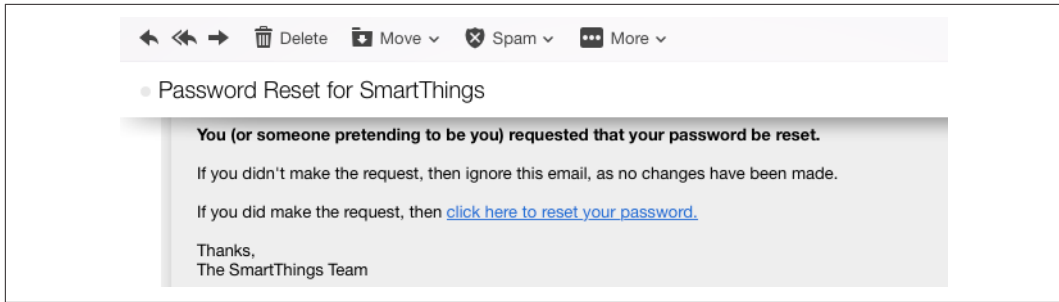 Delete Move Spam More
Password Reset for SmartThings
You (or someone pretending to be you) requested that your password be reset.
If you didn't make the request, then ignore this email, as no changes have been made.
If you did make the request, then click here to reset your password.
Thanks,
The SmartThings Team